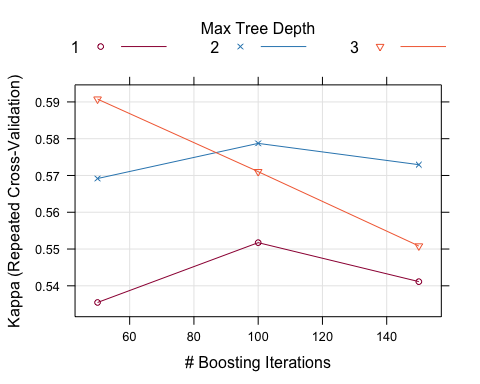 Max Tree Depth
1 2 3
Kappa (Repeated Cross-Validation)
0.59
0.58
0.57
0.56
0.55
0.54
60 80 100 120 140
# Boosting Iterations